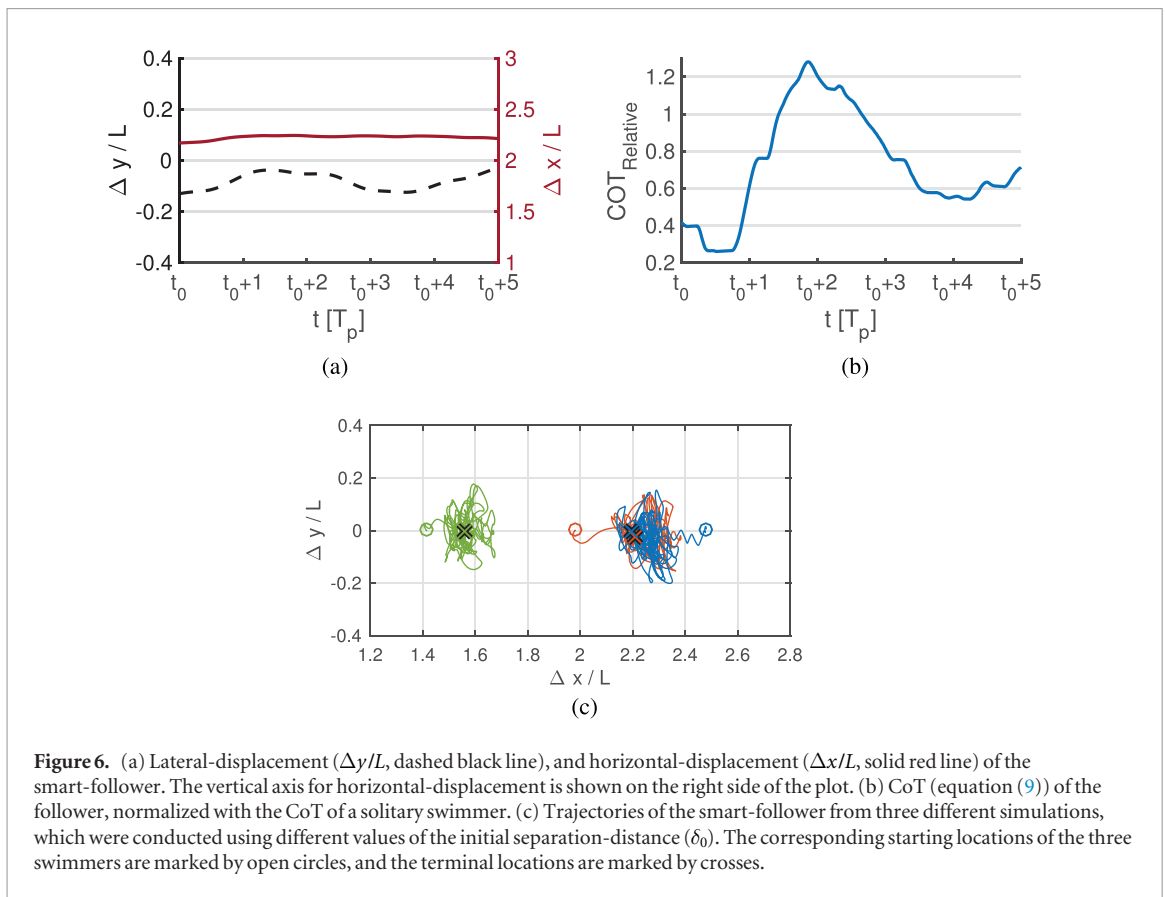 0.4
0.2
0
-0.2
-0.4
Δ y / L
3
2.5
2
1.5
1
Δ x / L
t0 t0+1 t0+2 t0+3 t0+4 t0+5
t [Tp]
(a)
1.2
1
0.8
0.6
0.4
0.2
COTRelative
t0 t0+1 t0+2 t0+3 t0+4 t0+5
t [Tp]
(b)
0.4
0.2
0
-0.2
-0.4
Δ y / L
1.2 1.4 1.6 2 2.2 2.4 2.6 2.8
Δ x / L
(c)
Figure 6. (a) Lateral-displacement (Δy/L, dashed black line), and horizontal-displacement (Δx/L, solid red line) of the
smart-follower. The vertical axis for horizontal-displacement is shown on the right side of the plot. (b) CoT (equation (9)) of the
follower, normalized with the CoT of a solitary swimmer. (c) Trajectories of the smart-follower from three different simulations,
which were conducted using different values of the initial separation-distance (δ0). The corresponding starting locations of the three
swimmers are marked by open circles, and the terminal locations are marked by crosses.